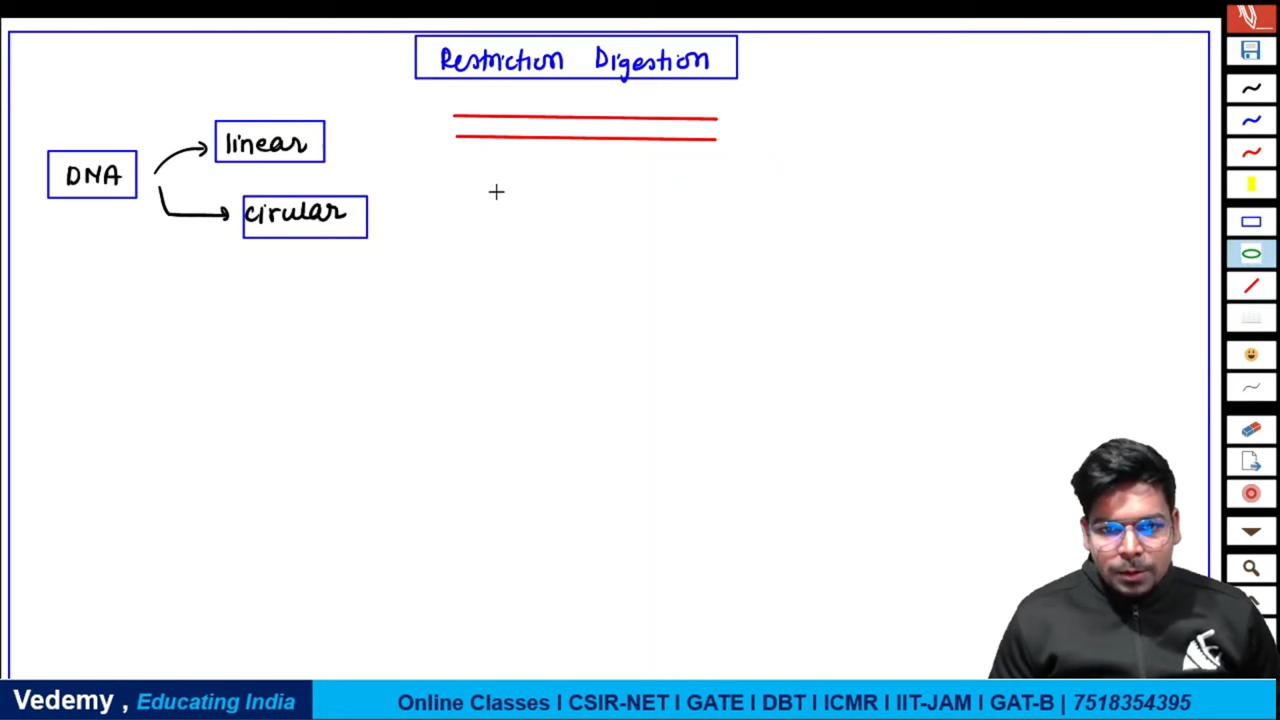 Restriction Digestion
linear
DNA
cirular
Vedemy , Educating India
Online Classes I CSIR-NET I GATE I DBT I ICMR I IIT-JAM I GAT-B | 7518354395